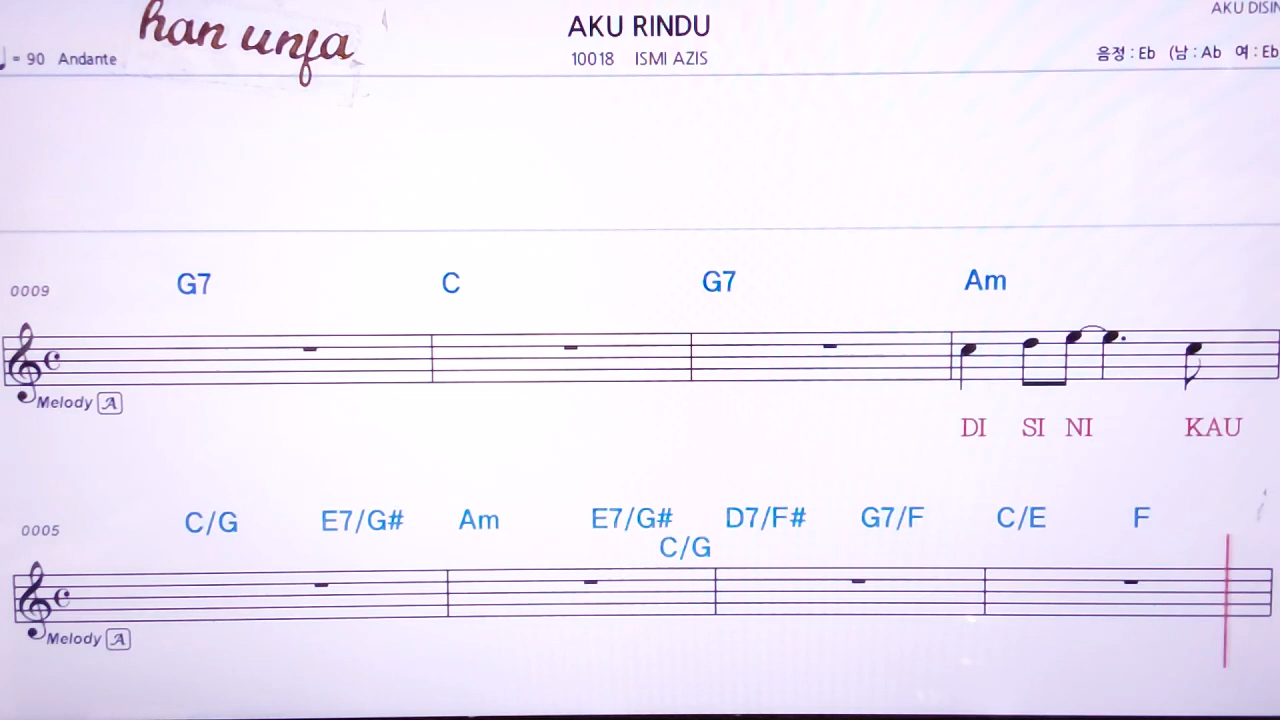 AKU DISIN
han unfa
AKU RINDU
= 90 Andante
10018 ISMI AZIS
음정 : Eb (남 : Ab 여 : Eb
G7 C G7 Am
0009
Melody A
DI SI NI KAU
C/G E7/G# Am E7/G# D7/F# G7/F C/E F
0005
C/G
Melody A